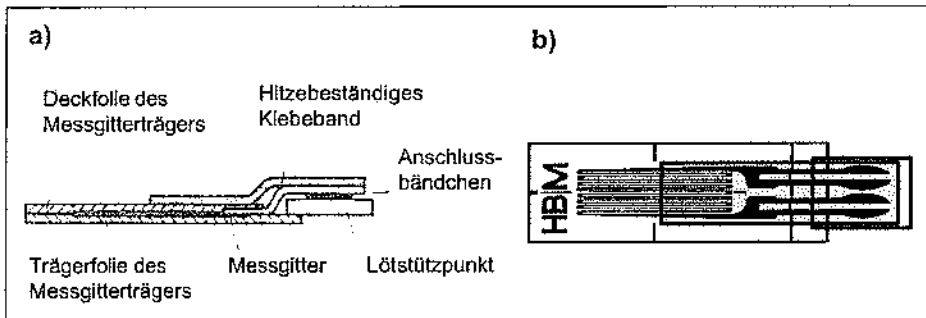 a)
b)
Deckfolie des
Messgitterträgers
Hitzebeständiges
Klebeband
Anschluss-
bändchen
HBM
Trägerfolie des
Messgitterträgers
Messgitter
Lötstützpunkt